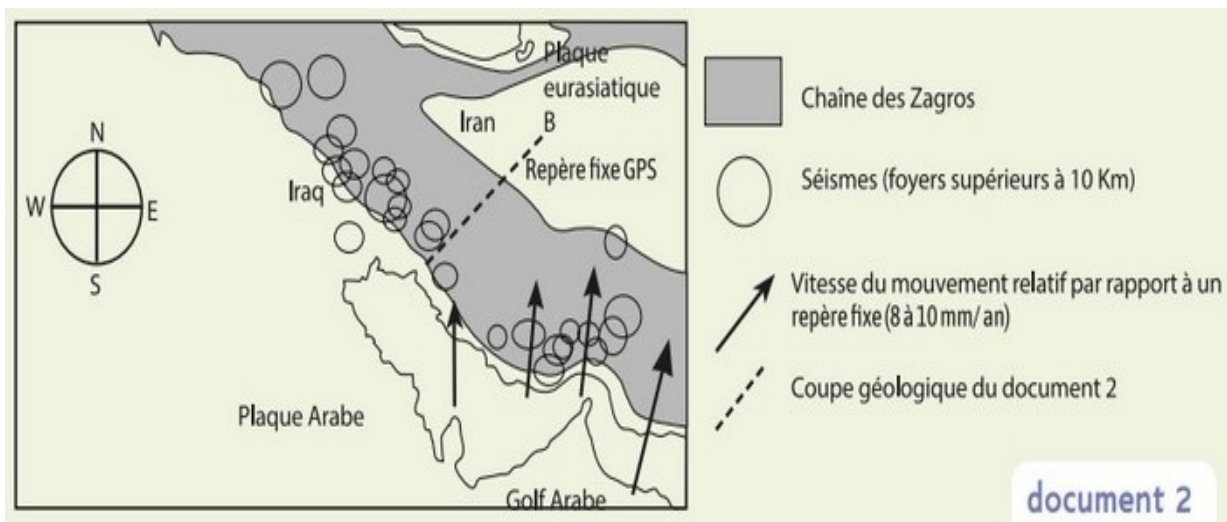 Plaque
eurasiatique
Iran
B
Repère fixe GPS
Iraq
N
W
E
S
Plaque Arabe
Golf Arabe
Chaîne des Zagros
Séismes (foyers supérieurs à 10 Km)
Vitesse du mouvement relatif par rapport à un
repère fixe (8 à 10 mm/ an)
Coupe géologique du document 2
document 2